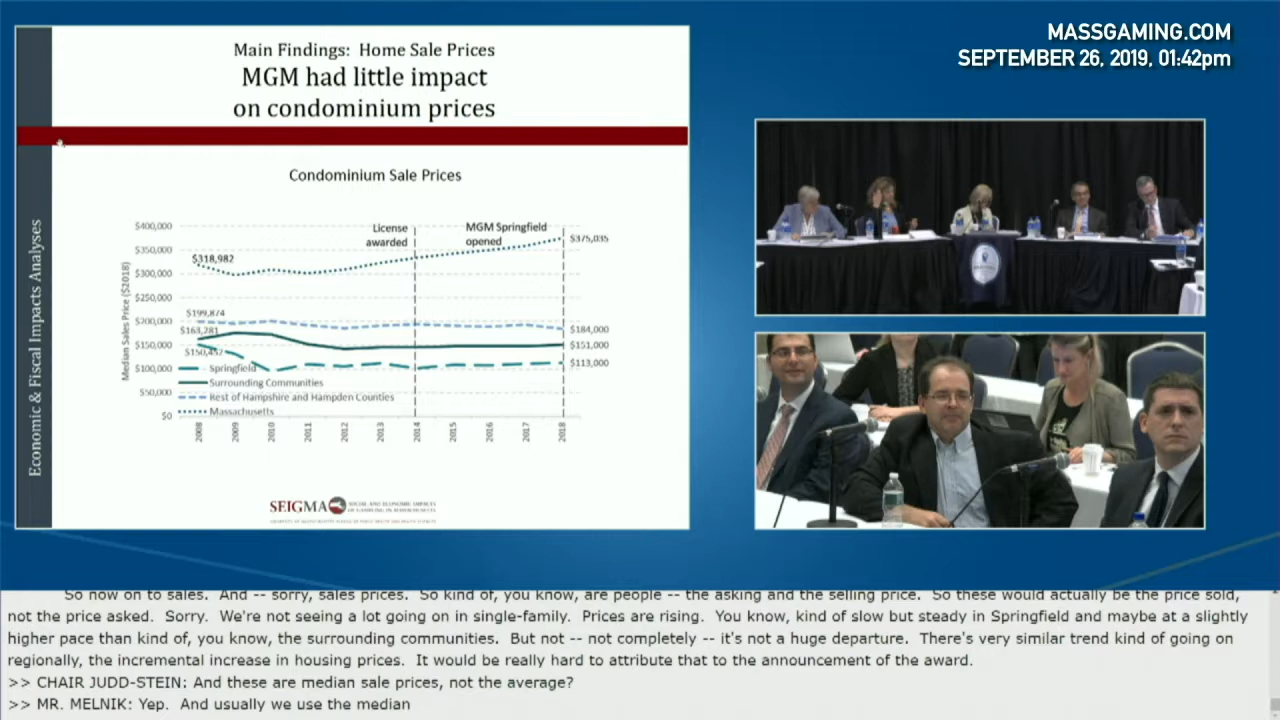 MASSGAMING.COM
SEPTEMBER 26, 2019, 01:42pm
Main Findings: Home Sale Prices
MGM had little impact
on condominium prices
Economic & Fiscal Impacts Analyses
Condominium Sale Prices
Median Sales Price ($2018)
$400,000
$350,000
$300,000
$250,000
$200,000
$150,000
$100,000
$50,000
$0
License
awarded
MGM Springfield
opened
$318,982
$375,035
$199,874
$163,281
$150,457
$184,000
$151,000
$113,000
Springfield
Surrounding Communities
Rest of Hampshire and Hampden Counties
Massachusetts
2008
2009
2010
2011
2012
2013
2014
2015
2016
2017
2018
SEIGMA
SOCIAL AND ECONOMIC IMPACTS
OF GAMBLING IN MASSACHUSETTS
So now on to sales. And -- sorry, sales prices. So kind of, you know, are people -- the asking and the selling price. So these would actually be the price sold,
not the price asked. Sorry. We're not seeing a lot going on in single-family. Prices are rising. You know, kind of slow but steady in Springfield and maybe at a slightly
higher pace than kind of, you know, the surrounding communities. But not -- not completely -- it's not a huge departure. There's very similar trend kind of going on
regionally, the incremental increase in housing prices. It would be really hard to attribute that to the announcement of the award.
>> CHAIR JUDD-STEIN: And these are median sale prices, not the average?
>> MR. MELNIK: Yep. And usually we use the median